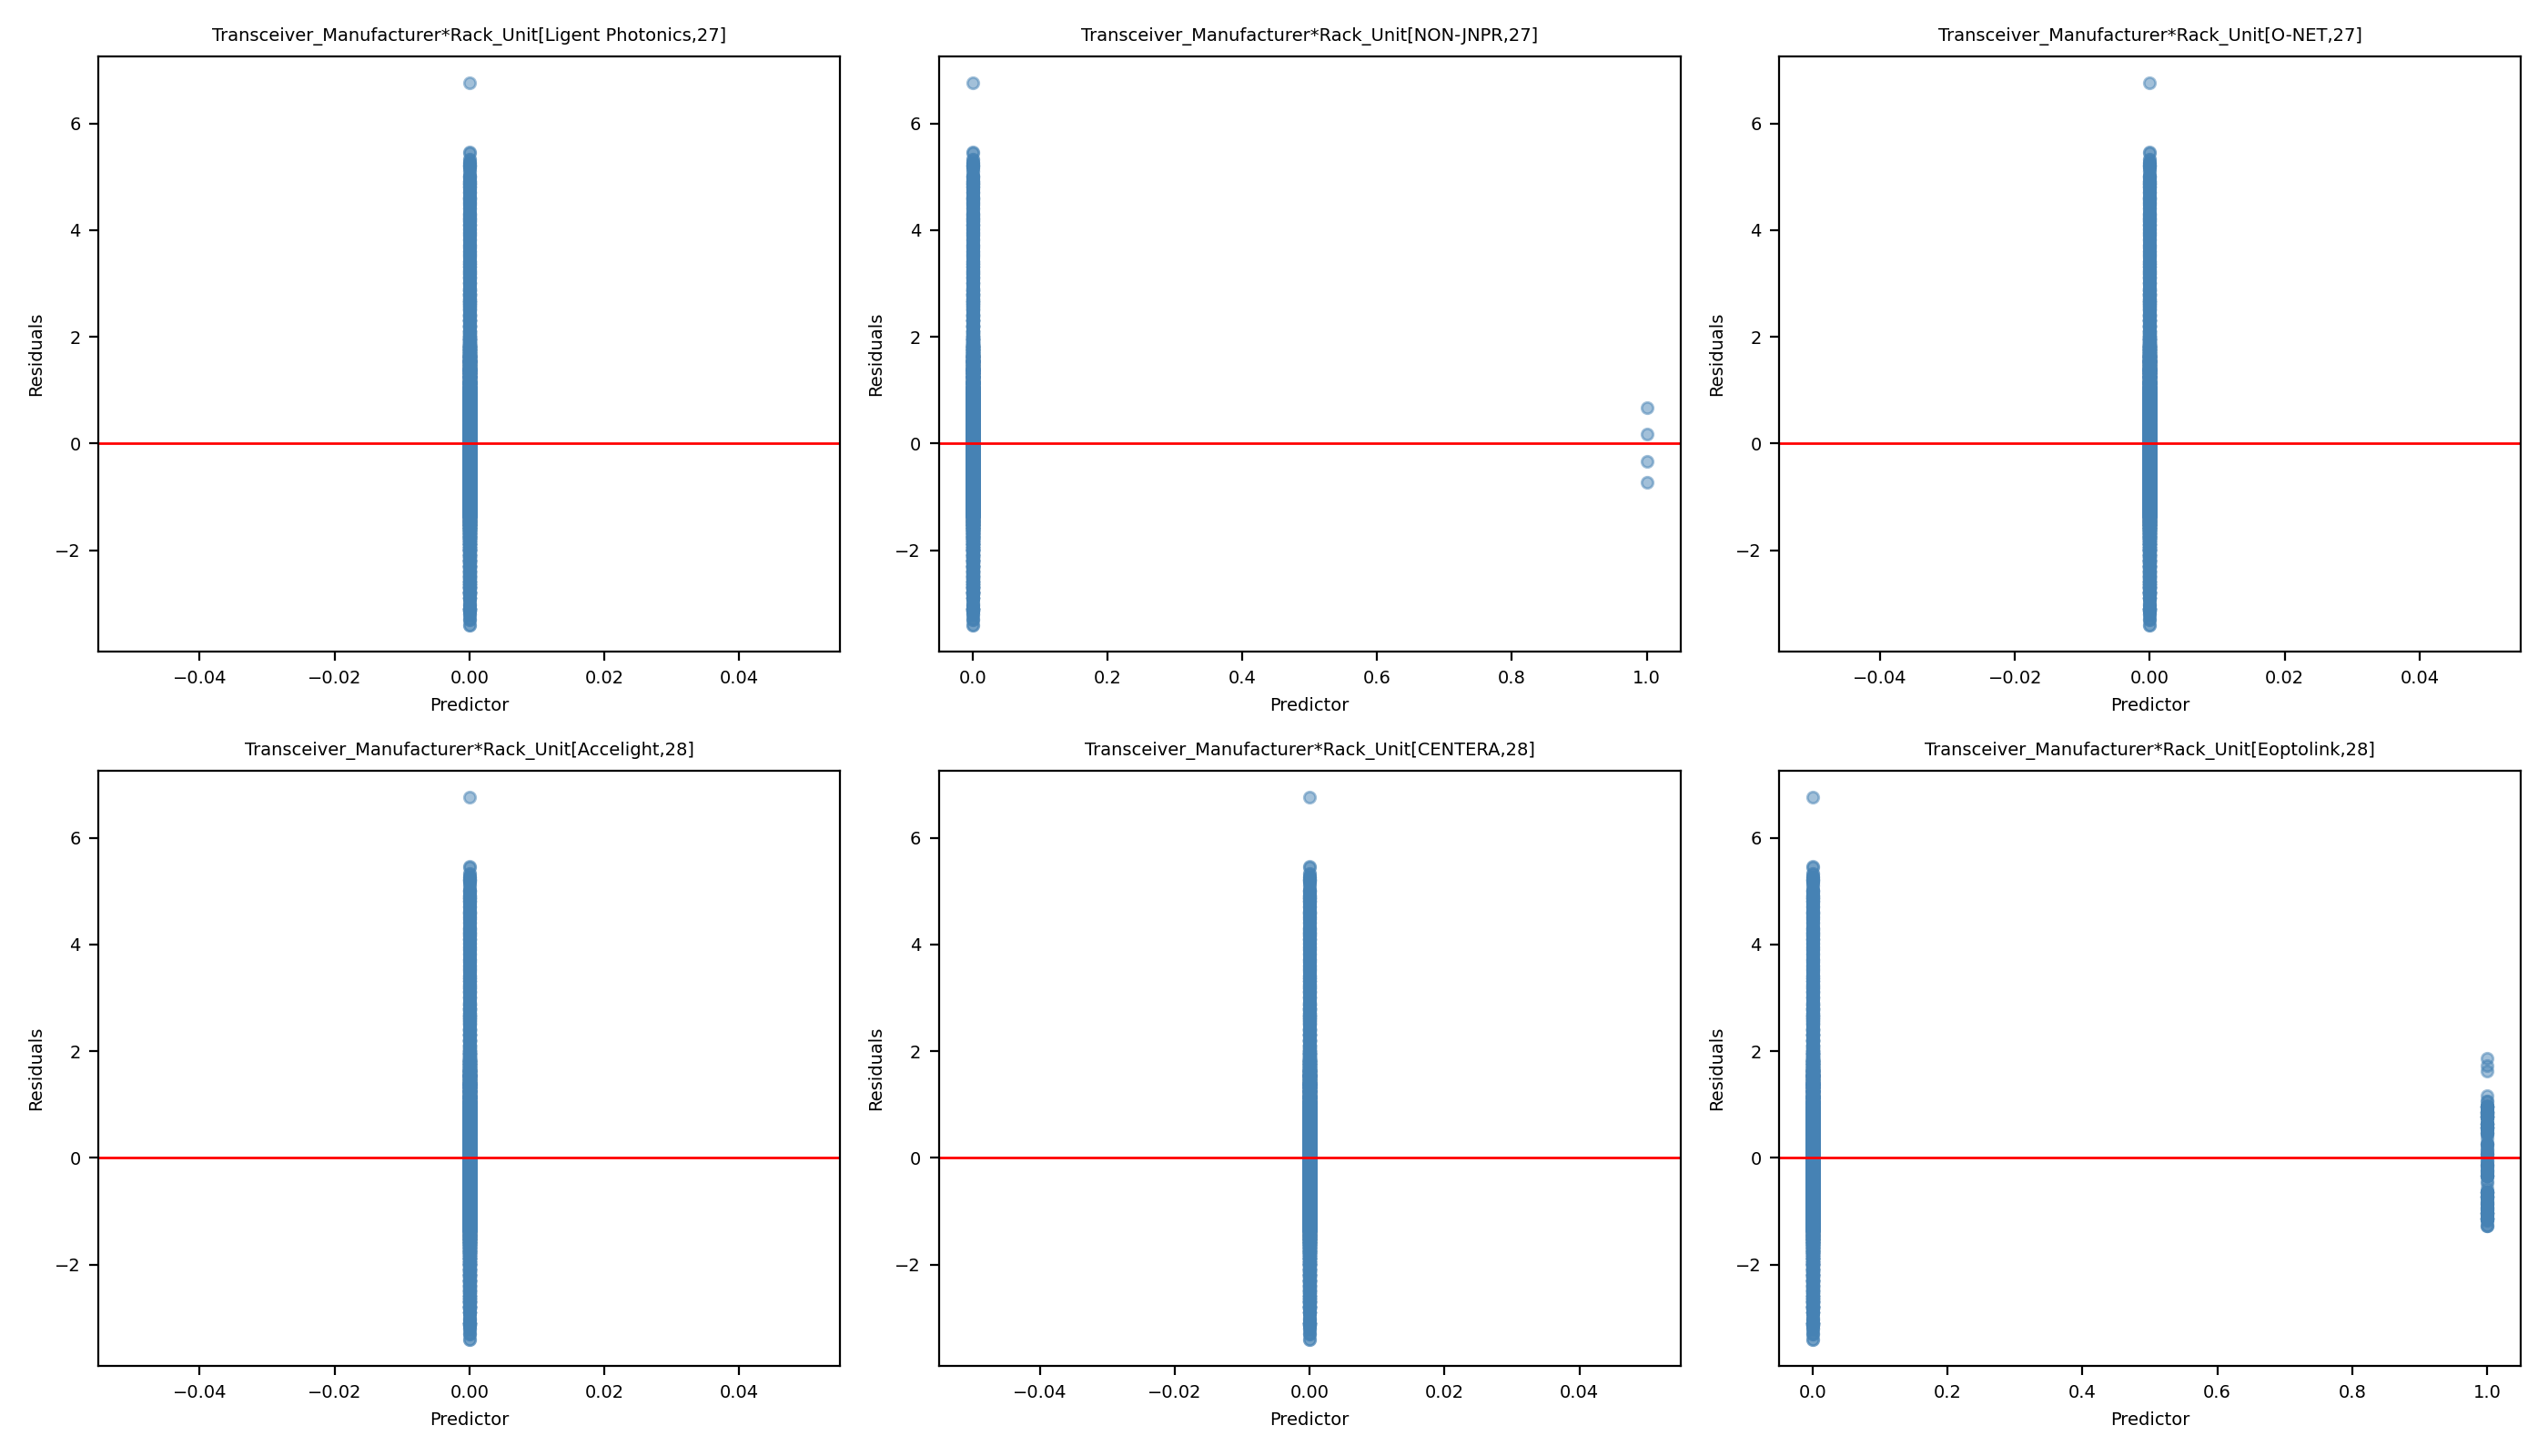 Transceiver_Manufacturer*Rack_Unit[Ligent Photonics,27]
6
4
2
0
−2
Residuals
−0.04 −0.02 0.00 0.02 0.04
Predictor
Transceiver_Manufacturer*Rack_Unit[NON-JNPR,27]
6
4
2
0
−2
Residuals
0.0 0.2 0.4 0.6 0.8 1.0
Predictor
Transceiver_Manufacturer*Rack_Unit[O-NET,27]
6
4
2
0
−2
Residuals
−0.04 −0.02 0.00 0.02 0.04
Predictor
Transceiver_Manufacturer*Rack_Unit[Accelight,28]
6
4
2
0
−2
Residuals
−0.04 −0.02 0.00 0.02 0.04
Predictor
Transceiver_Manufacturer*Rack_Unit[CENTERA,28]
6
4
2
0
−2
Residuals
−0.04 −0.02 0.00 0.02 0.04
Predictor
Transceiver_Manufacturer*Rack_Unit[Eoptolink,28]
6
4
2
0
−2
Residuals
0.0 0.2 0.4 0.6 0.8 1.0
Predictor